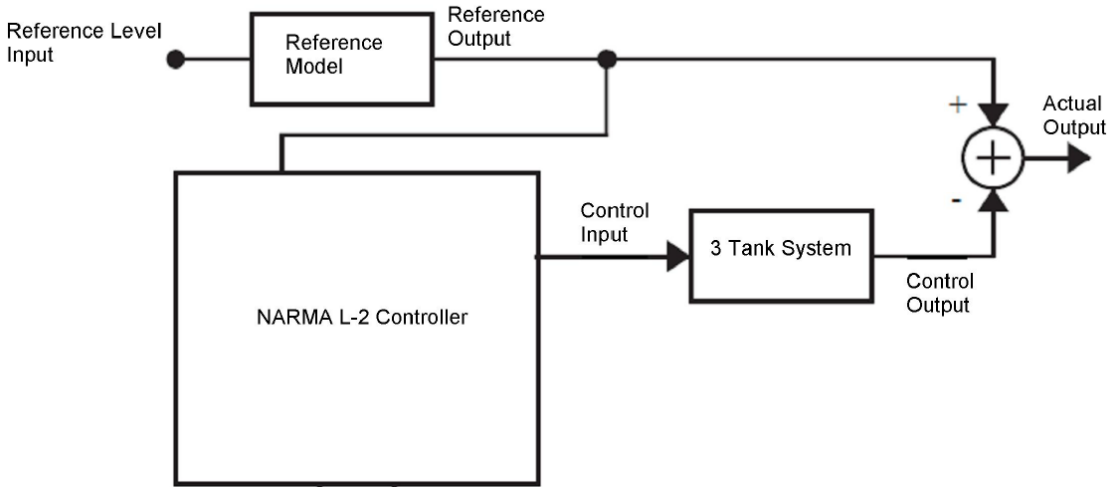 Reference Level
Input
Reference
Model
Reference
Output
+
Actual
Output
+
-
Control
Input
3 Tank System
Control
Output
NARMA L-2 Controller